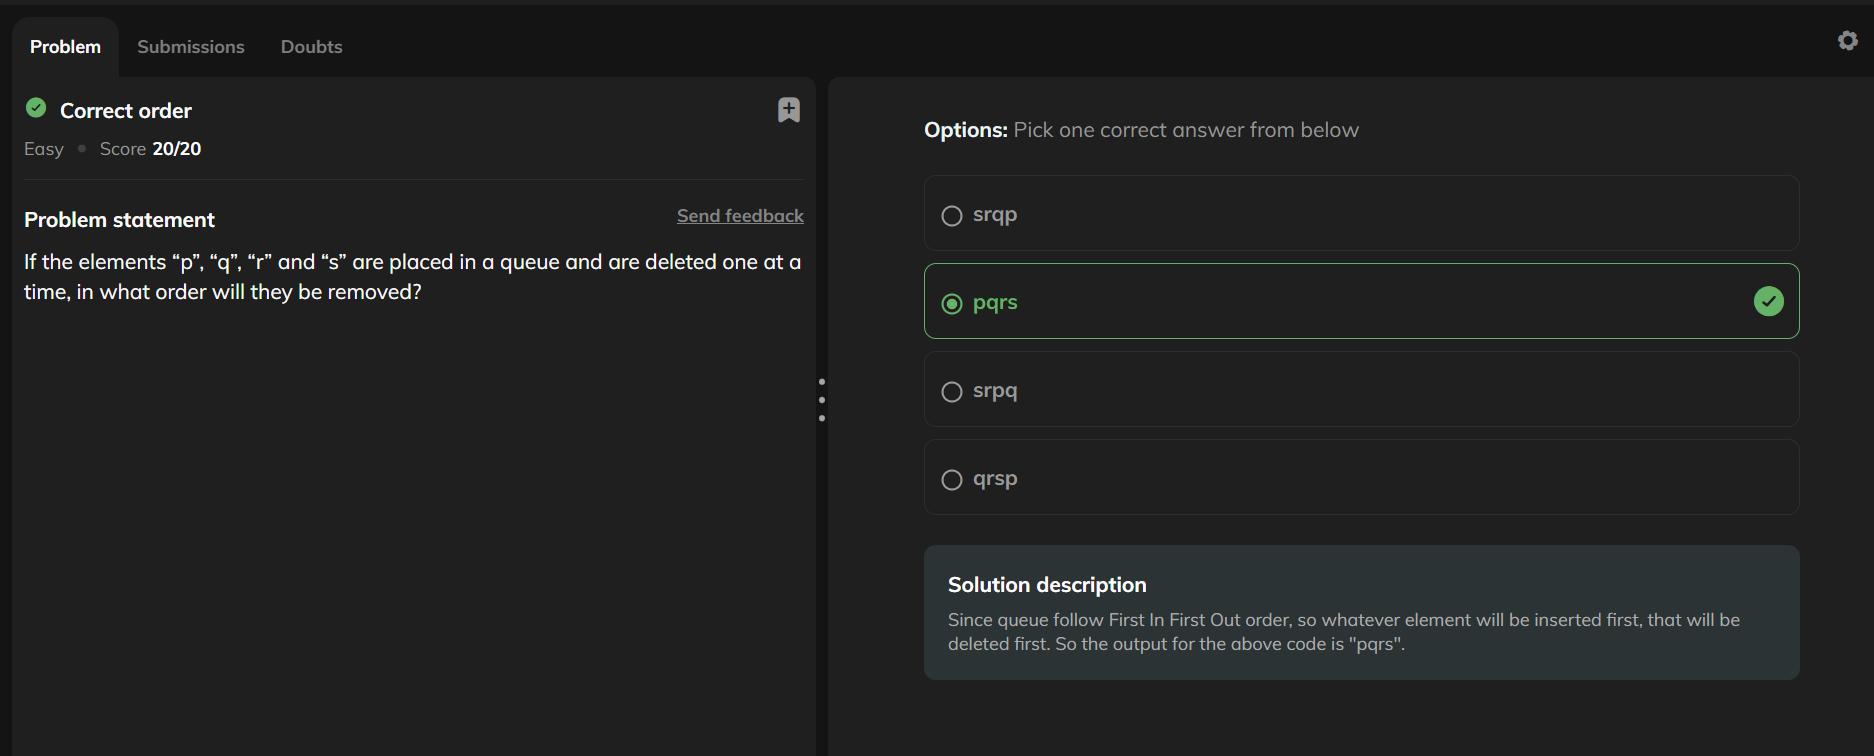 Problem
Submissions
Doubts
Correct order
Easy • Score 20/20
Problem statement
Send feedback
If the elements “p”, “q”, “r” and “s” are placed in a queue and are deleted one at a
time, in what order will they be removed?
Options: Pick one correct answer from below
srqp
pqrs
srpq
qrsp
Solution description
Since queue follow First In First Out order, so whatever element will be inserted first, that will be
deleted first. So the output for the above code is "pqrs".